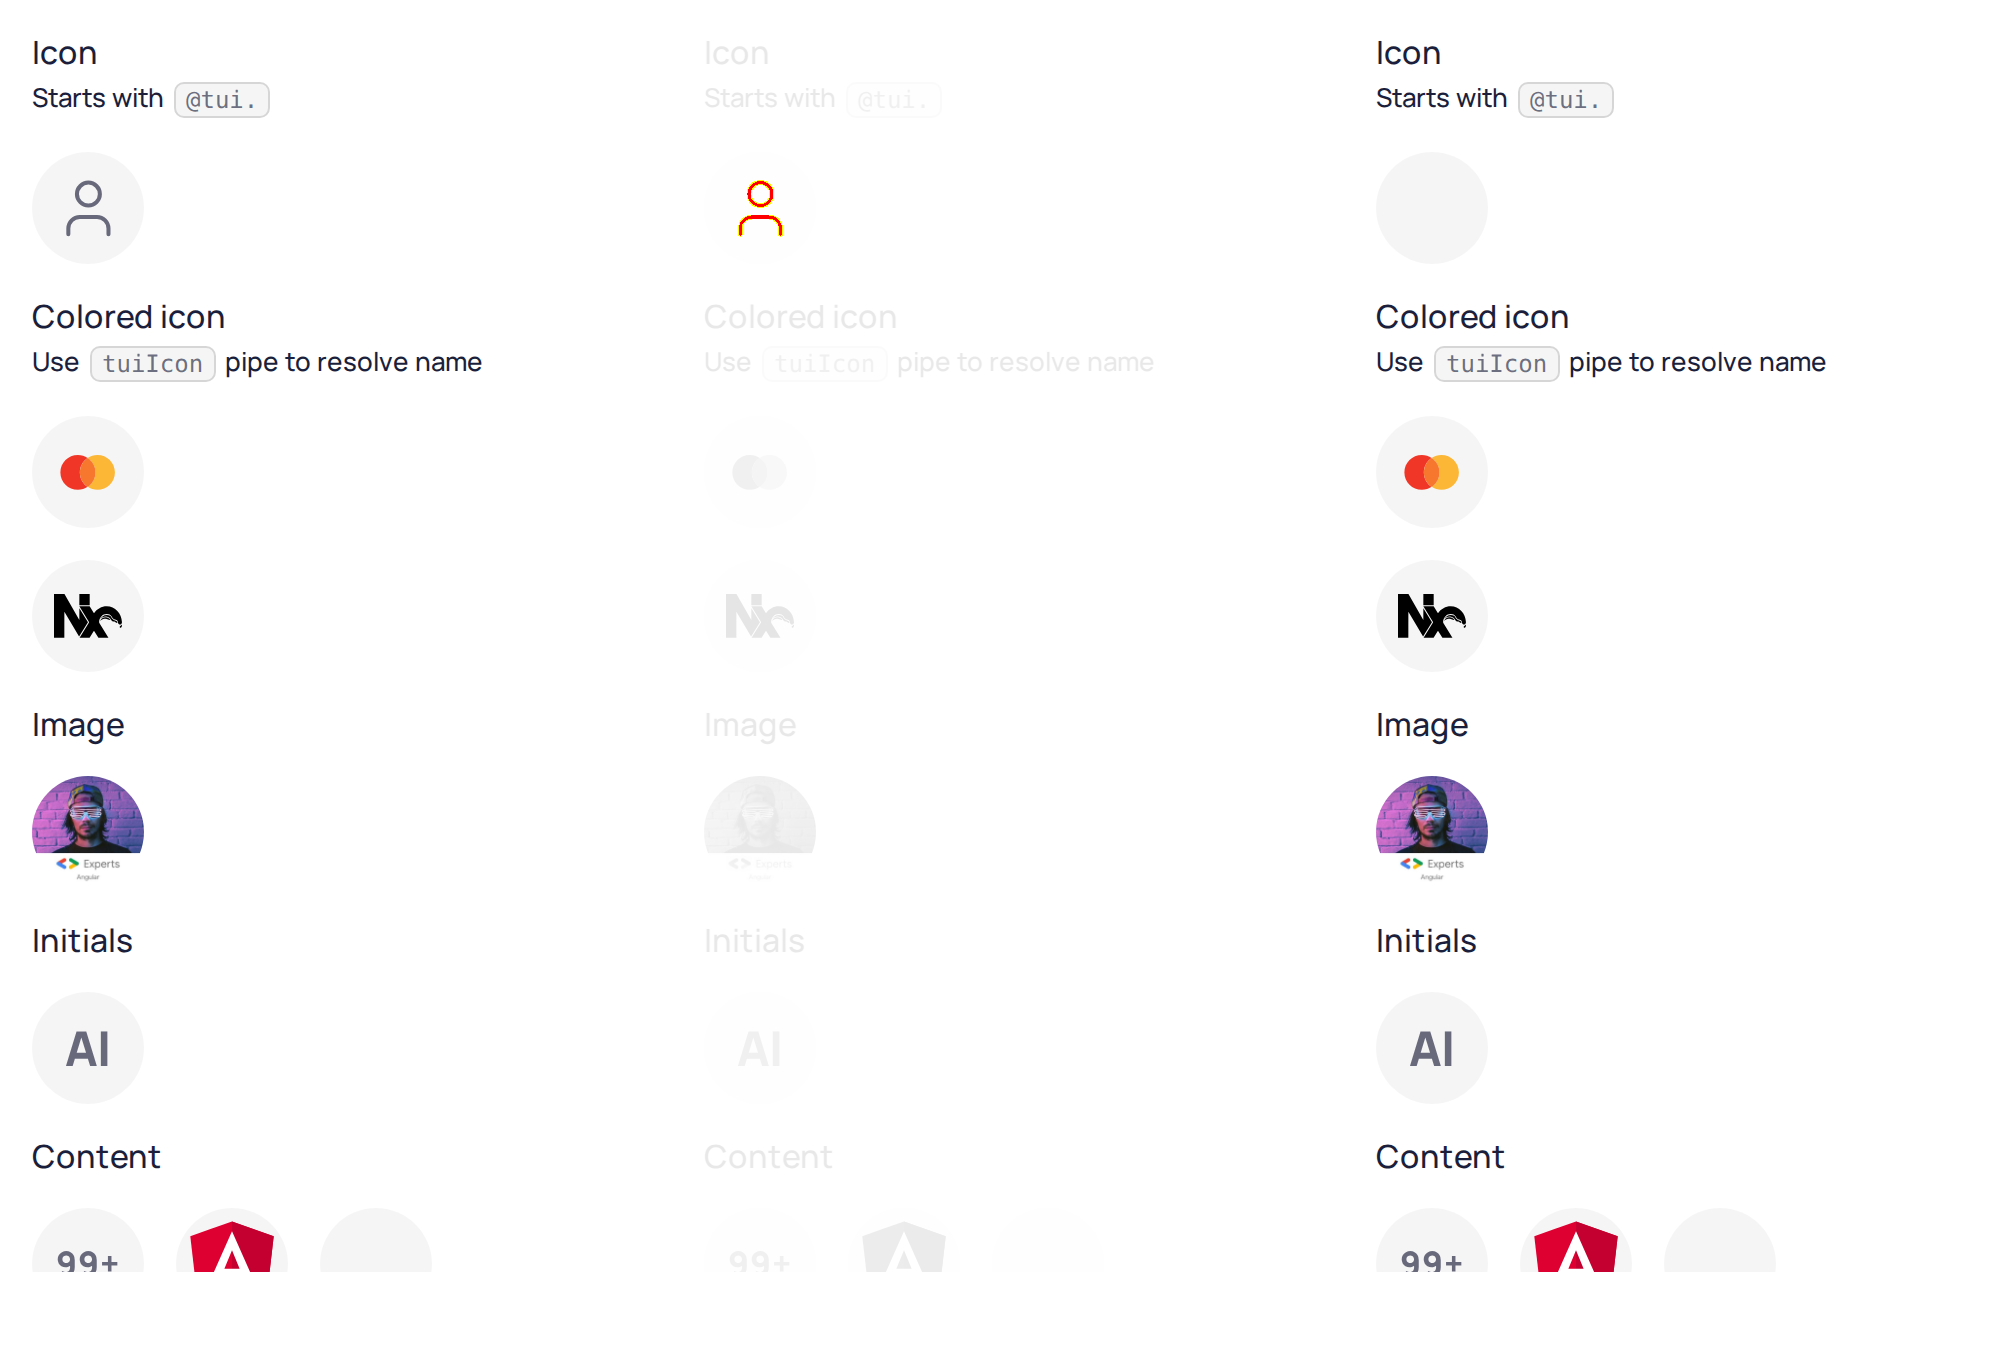 Icon
Starts with @tui.
Colored icon
Use tuiIcon pipe to resolve name
Nx
Image
Experts
Angular
Initials
AI
Content
99+
A
Icon
Starts with @tui.
Colored icon
Use tuiIcon pipe to resolve name
Nx
Image
Experts
Initials
AI
Content
99+
A
Icon
Starts with @tui.
Colored icon
Use tuiIcon pipe to resolve name
Nx
Image
Experts
Angular
Initials
AI
Content
99+
A